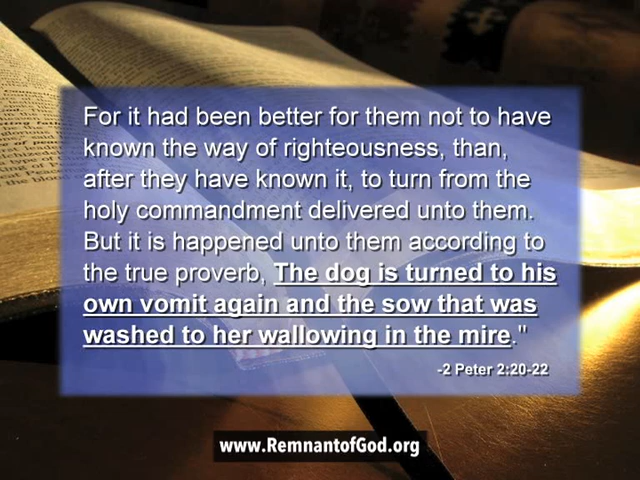 For it had been better for them not to have
known the way of righteousness, than,
after they have known it, to turn from the
holy commandment delivered unto them.
But it is happened unto them according to
the true proverb, The dog is turned to his
own vomit again and the sow that was
washed to her wallowing in the mire."
-2 Peter 2:20-22
www.RemnantofGod.org